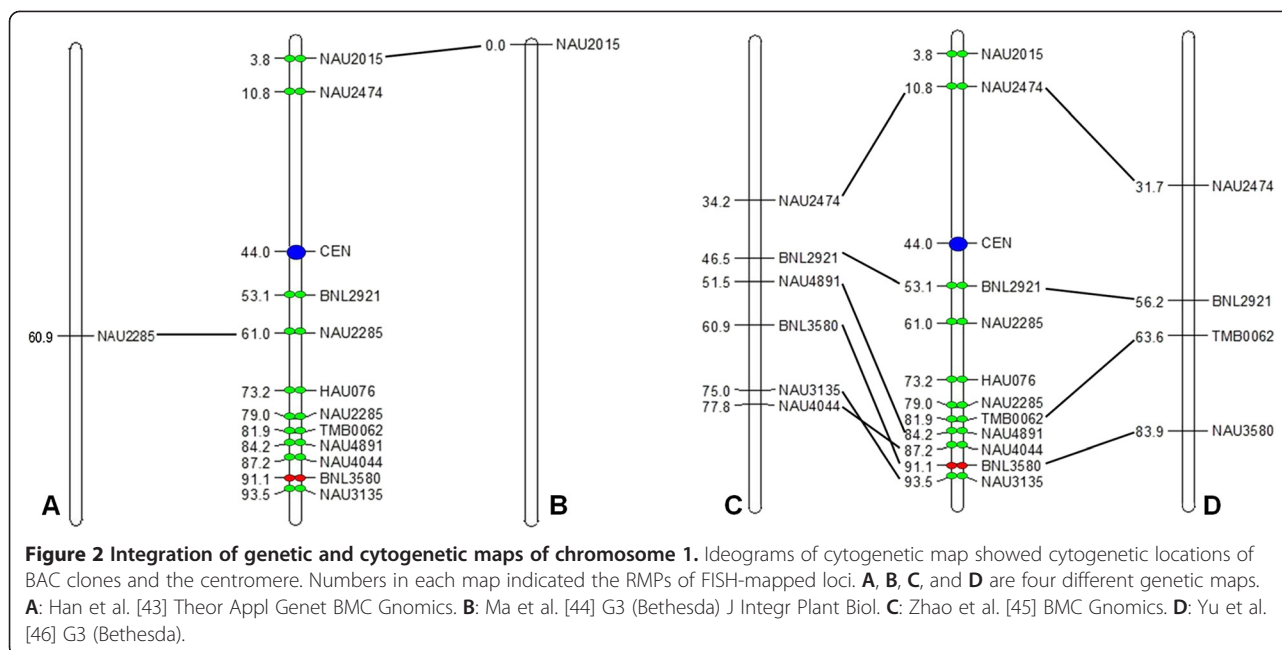 3.8 NAU2015
0.0 NAU2015
10.8 NAU2474
44.0 CEN
53.1 BNL2921
60.9 NAU2285
61.0 NAU2285
73.2 HAU076
79.0 NAU2285
81.9 TMB0062
84.2 NAU4891
87.2 NAU4044
91.1 BNL3580
93.5 NAU3135
A
B
3.8 NAU2015
10.8 NAU2474
34.2 NAU2474
31.7 NAU2474
44.0 CEN
46.5 BNL2921
51.5 NAU4891
53.1 BNL2921
56.2 BNL2921
60.9 BNL3580
61.0 NAU2285
63.6 TMB0062
73.2 HAU076
75.0 NAU3135
77.8 NAU4044
79.0 NAU2285
81.9 TMB0062
84.2 NAU4891
83.9 NAU3580
87.2 NAU4044
91.1 BNL3580
93.5 NAU3135
C
D
Figure 2 Integration of genetic and cytogenetic maps of chromosome 1. Ideograms of cytogenetic map showed cytogenetic locations of
BAC clones and the centromere. Numbers in each map indicated the RMPs of FISH-mapped loci. A, B, C, and D are four different genetic maps.
A: Han et al. [43] Theor Appl Genet BMC Gnomics. B: Ma et al. [44] G3 (Bethesda) J Integr Plant Biol. C: Zhao et al. [45] BMC Gnomics. D: Yu et al.
[46] G3 (Bethesda).